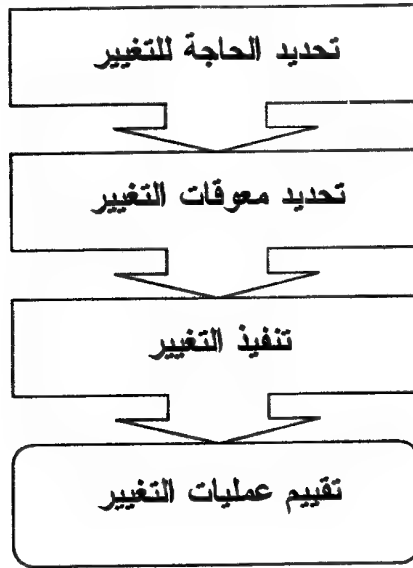 تحديد الحاجة للتغيير
تحديد معوقات التغيير
تنفيذ التغيير
تقييم عمليات التغيير